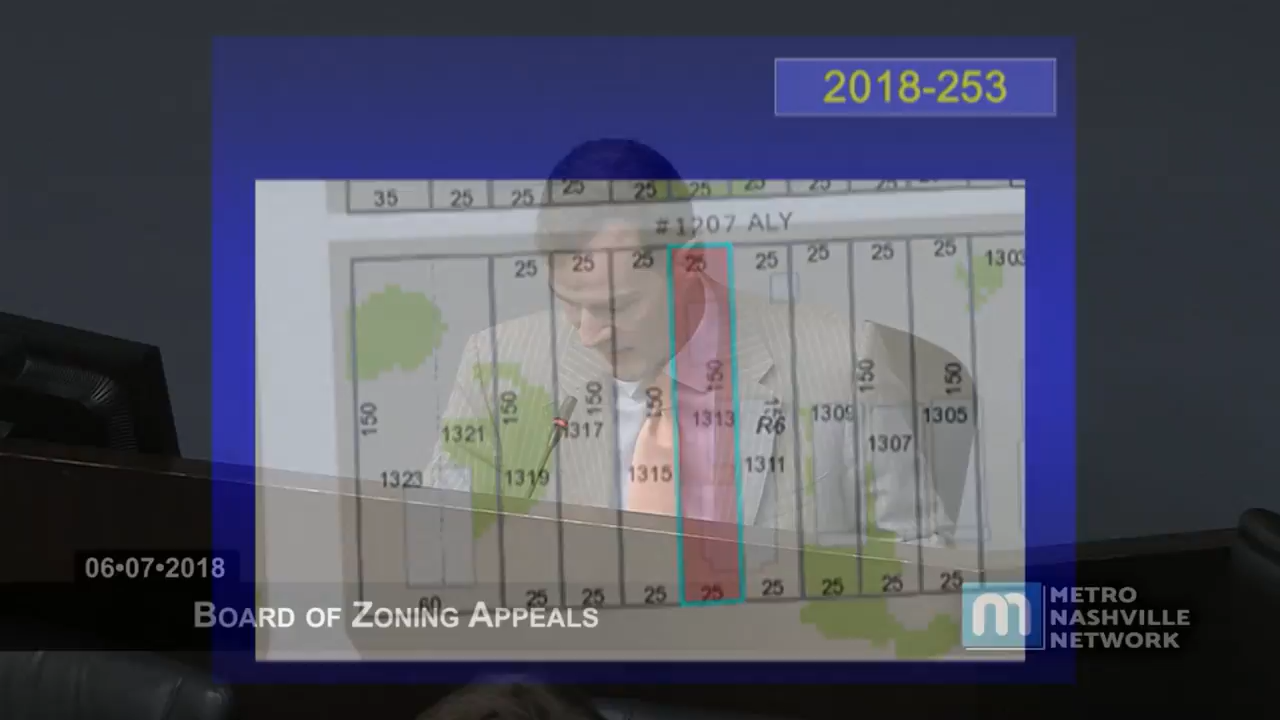 2018-253
35 25 25 25 25 25 25 25 25
#1207 ALY
25 25 25 25 25 25 25 25 1303
150 150 150 150 150 150 150
1321 1317 1313 R6 1309 1305
1307
1323 1319 1315 1311
60 25 25 25 25 25 25 25 25
06•07•2018
BOARD OF ZONING APPEALS
METRO
NASHVILLE
NETWORK